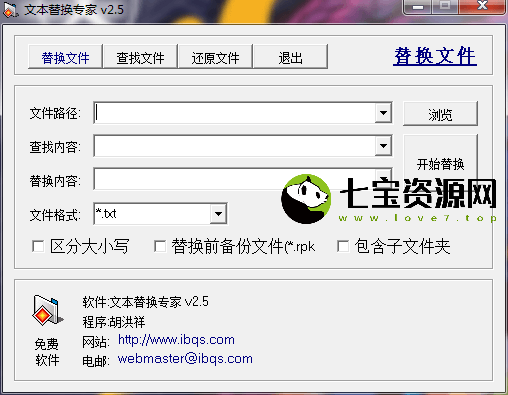 文本替换专家 v2.5
替换文件 查找文件 还原文件 退出 替换文件
文件路径: 浏览
查找内容:
开始替换
替换内容:
七宝资源网
www.love7.top
文件格式: *.txt
区分大小写 替换前备份文件(*.rpk 包含子文件夹
软件:文本替换专家 v2.5
程序:胡洪祥
网站: http://www.ibqs.com
电邮: webmaster@ibqs.com
免费
软件